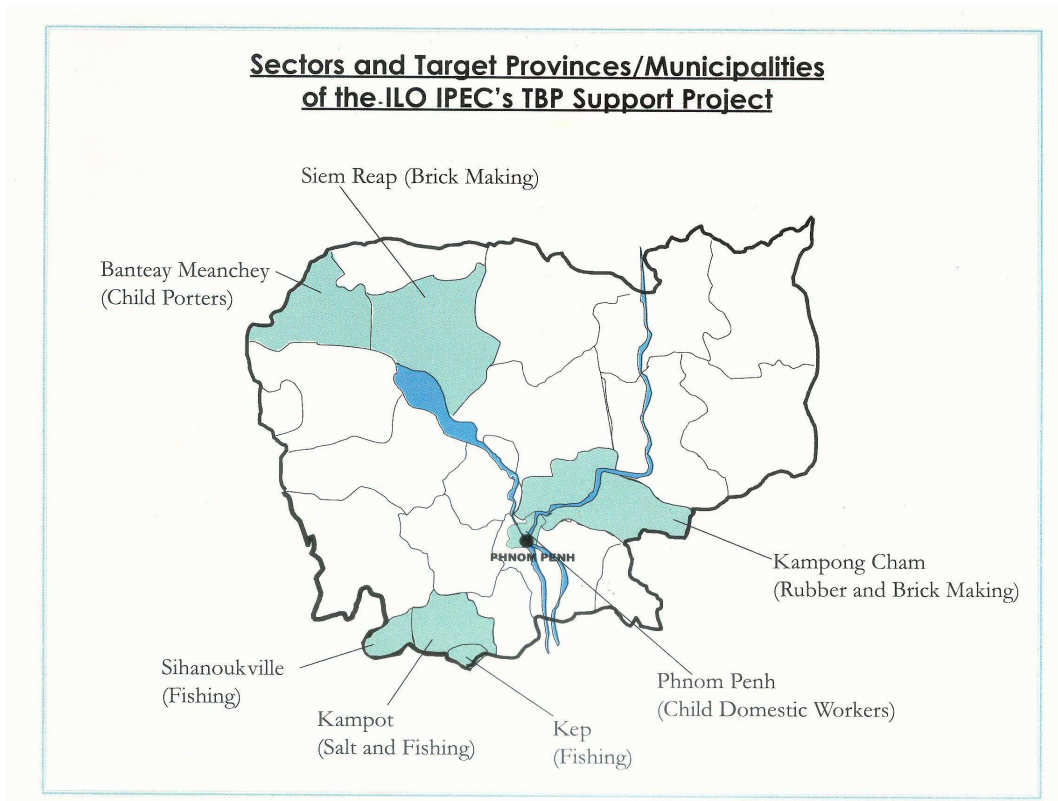 Sectors and Target Provinces/Municipalities
of the ILO IPEC's TBP Support Project
Siem Reap (Brick Making)
Banteay Meanchey
(Child Porters)
PHNOM PENH
Kampong Cham
(Rubber and Brick Making)
Sihanoukville
(Fishing)
Phnom Penh
(Child Domestic Workers)
Kampot
(Salt and Fishing)
Kep
(Fishing)